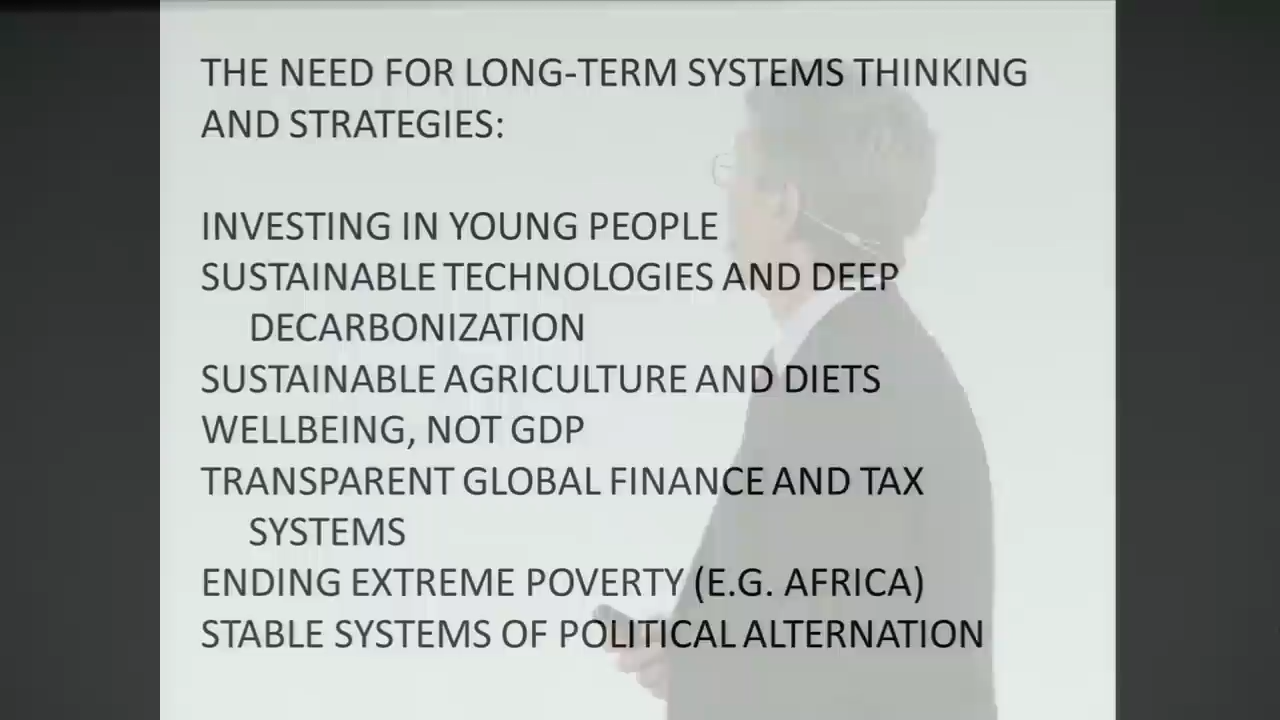 THE NEED FOR LONG-TERM SYSTEMS THINKING
AND STRATEGIES:
INVESTING IN YOUNG PEOPLE
SUSTAINABLE TECHNOLOGIES AND DEEP
DECARBONIZATION
SUSTAINABLE AGRICULTURE AND DIETS
WELLBEING, NOT GDP
TRANSPARENT GLOBAL FINANCE AND TAX
SYSTEMS
ENDING EXTREME POVERTY (E.G. AFRICA)
STABLE SYSTEMS OF POLITICAL ALTERNATION